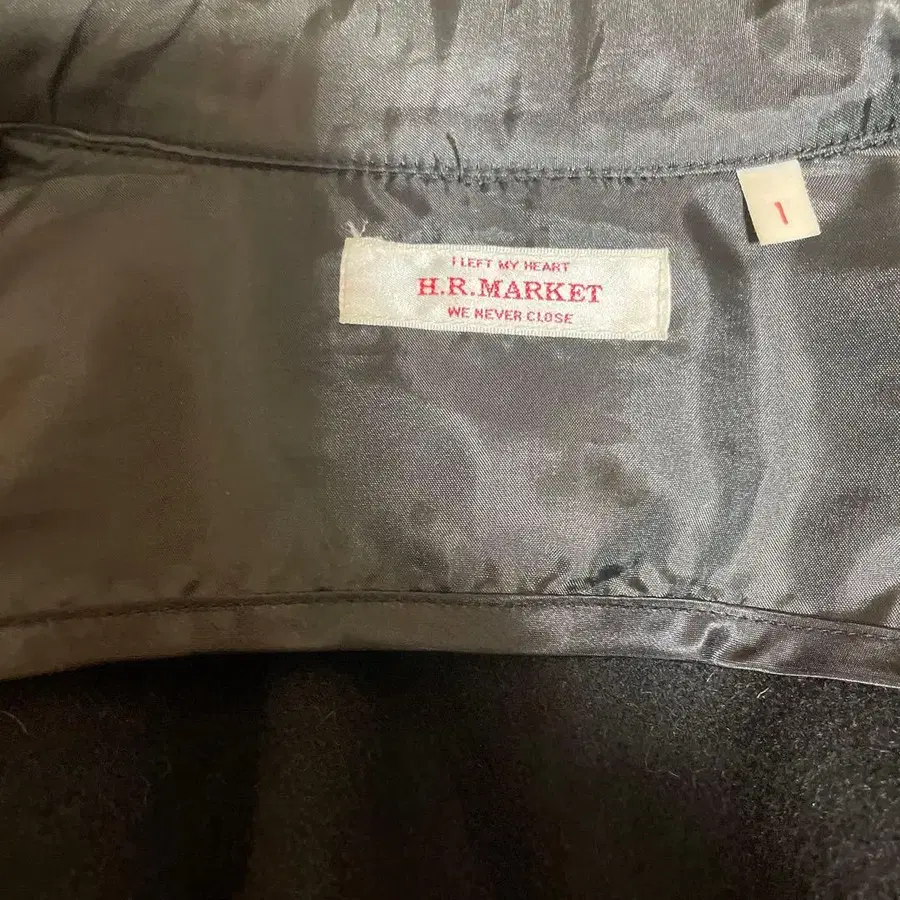 I LEFT MY HEART
H.R.MARKET
WE NEVER CLOSE
1